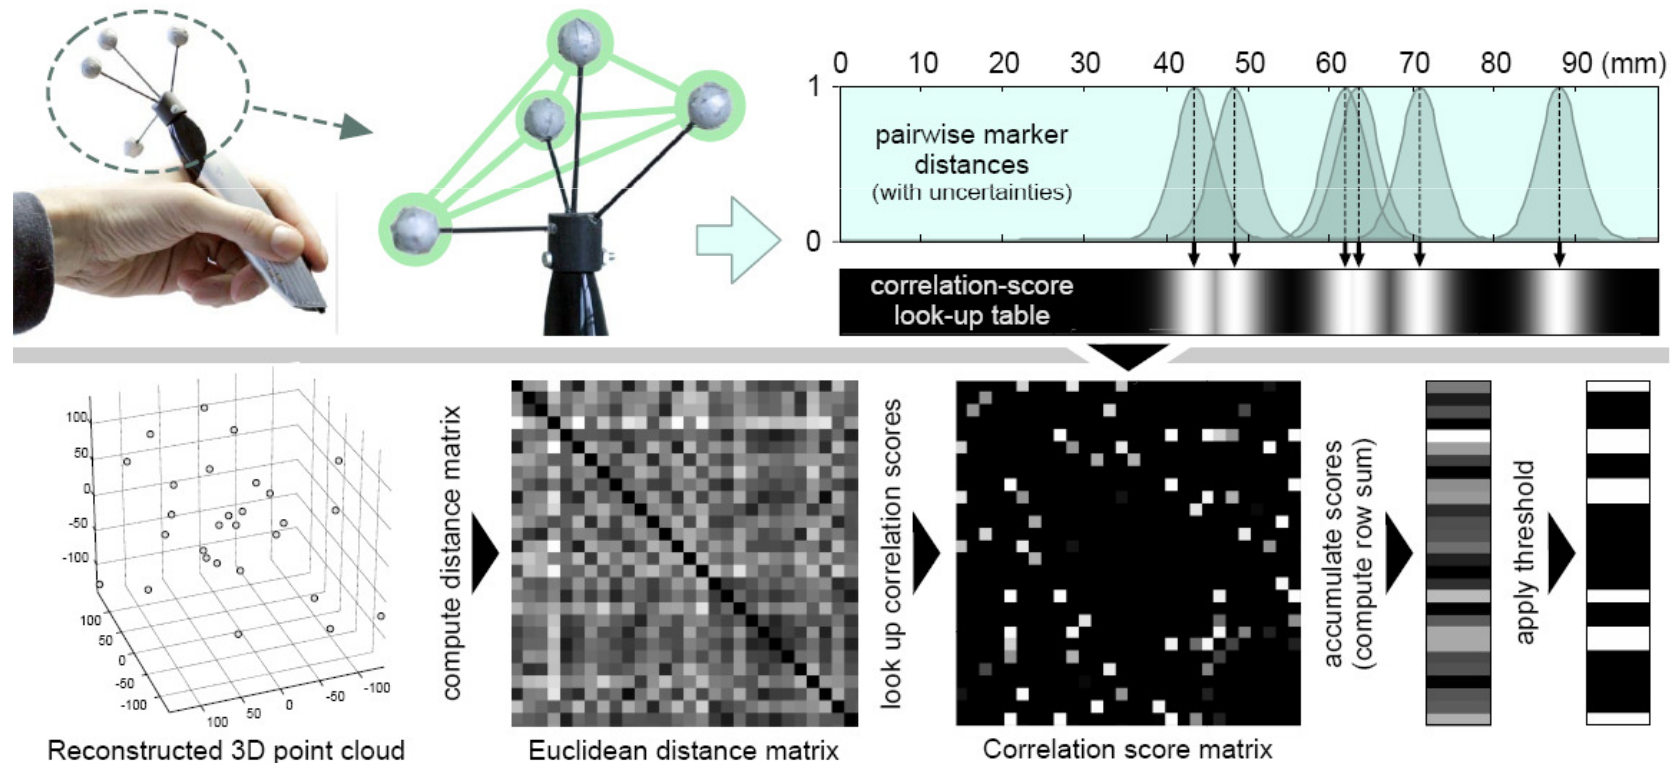 0 10 20 30 40 50 60 70 80 90 (mm)
1
0
pairwise marker
distances
(with uncertainties)
correlation-score
look-up table
100
50
0
-50
-100
100
50
0
-50
-100
100
50
0
-50
-100
compute distance matrix
look up correlation scores
accumulate scores
(compute row sum)
apply threshold
Reconstructed 3D point cloud
Euclidean distance matrix
Correlation score matrix